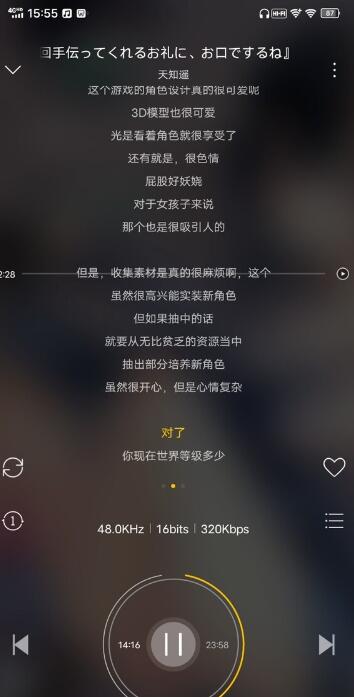 4G HD 15:55 HI-FI 87
回手伝ってくれるお礼に、お口でするね』
天知遥
这个游戏的角色设计真的很可爱呢
3D模型也很可爱
光是看着角色就很享受了
还有就是，很色情
屁股好妖娆
对于女孩子来说
那个也是很吸引人的
2:28
但是，收集素材是真的很麻烦啊，这个
虽然很高兴能实装新角色
但如果抽中的话
就要从无比贫乏的资源当中
抽出部分培养新角色
虽然很开心，但是心情复杂
对了
你现在世界等级多少
1
48.0KHz | 16bits | 320Kbps
14:16 23:58